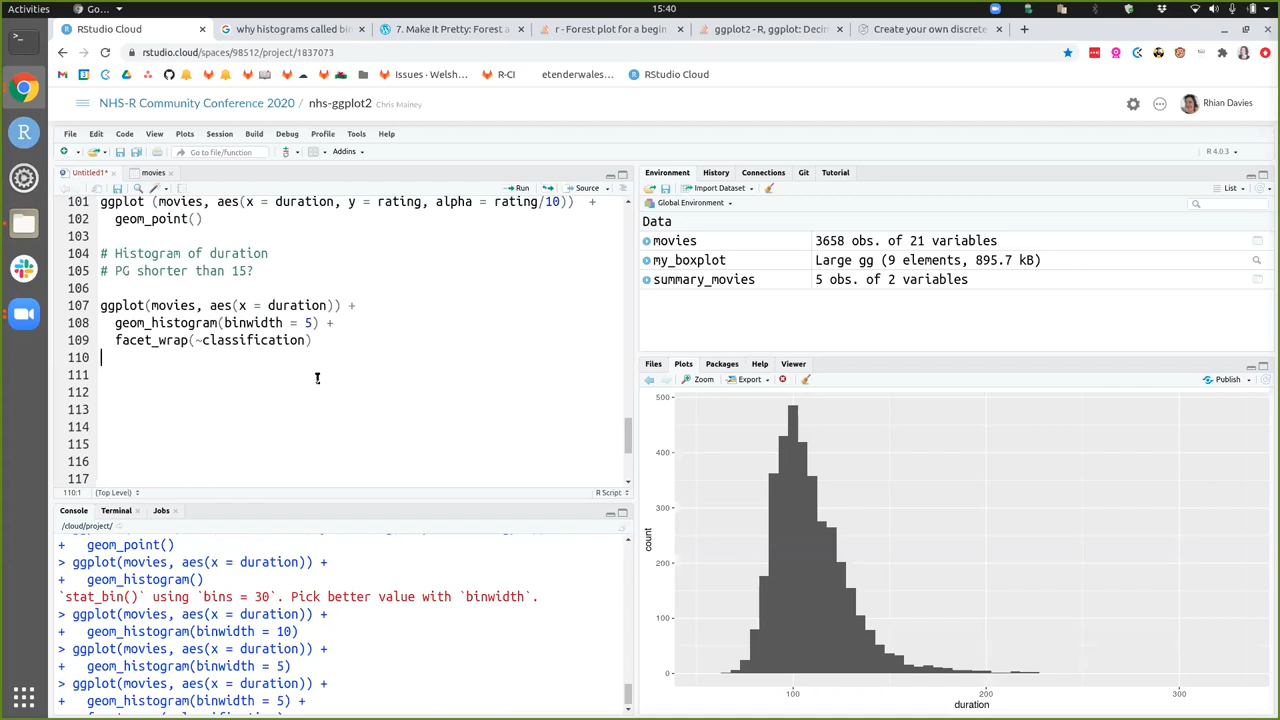 Activities
Go...
15:40
RStudio Cloud
why histograms called bin
7. Make It Pretty: Forest a
r - Forest plot for a begin
ggplot2 - R, ggplot: Decim
Create your own discrete
rstudio.cloud/spaces/98512/project/1837073
Issues · Welsh...
R-CI
etenderwales...
RStudio Cloud
NHS-R Community Conference 2020 / nhs-ggplot2 Chris Mainey
Rhian Davies
File Edit Code View Plots Session Build Debug Profile Tools Help
Go to file/function
Addins
R 4.0.3
Untitled1*
movies
Run
Source
101 ggplot (movies, aes(x = duration, y = rating, alpha = rating/10)) +
102 geom_point()
103
104 # Histogram of duration
105 # PG shorter than 15?
106
107 ggplot(movies, aes(x = duration)) +
108 geom_histogram(binwidth = 5) +
109 facet_wrap(~classification)
110
111
112
113
114
115
116
117
110:1 (Top Level)
R Script
Console Terminal Jobs
/cloud/project/
+ geom_point()
> ggplot(movies, aes(x = duration)) +
+ geom_histogram()
`stat_bin()` using `bins = 30`. Pick better value with `binwidth`.
> ggplot(movies, aes(x = duration)) +
+ geom_histogram(binwidth = 10)
> ggplot(movies, aes(x = duration)) +
+ geom_histogram(binwidth = 5)
> ggplot(movies, aes(x = duration)) +
+ geom_histogram(binwidth = 5) +
Environment History Connections Git Tutorial
Import Dataset
List
Global Environment
Data
movies 3658 obs. of 21 variables
my_boxplot Large gg (9 elements, 895.7 kB)
summary_movies 5 obs. of 2 variables
Files Plots Packages Help Viewer
Zoom
Export
Publish
500
400
300
200
100
0
count
100
200
300
duration